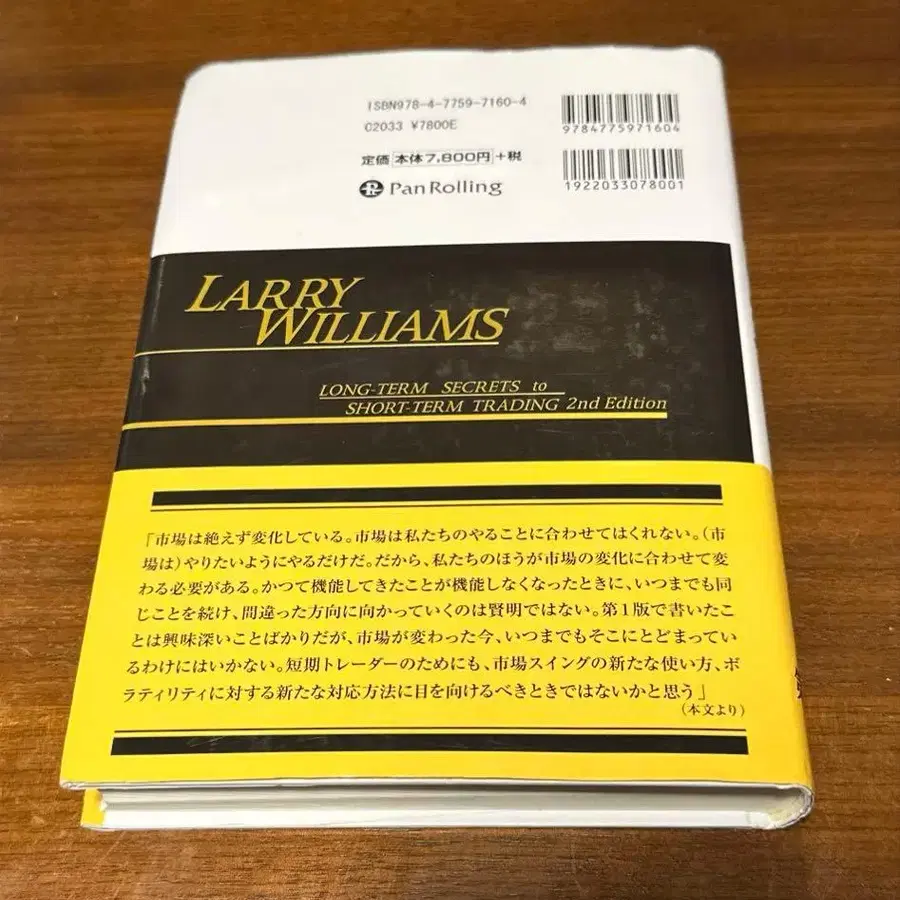 ISBN978-4-7759-7160-4
C2033 ¥7800E
定価 本体7,800円 +税
PanRolling
9784775971604
1922033078001
LARRY
WILLIAMS
LONG-TERM SECRETS to
SHORT-TERM TRADING 2nd Edition
「市場は絶えず変化している。市場は私たちのやることに合わせてはくれない。(市
場は)やりたいようにやるだけだ。だから、私たちのほうが市場の変化に合わせて変
わる必要がある。かつて機能してきたことが機能しなくなったときに、いつまでも同
じことを続け、間違った方向に向かっていくのは賢明ではない。第1版で書いたこ
とは興味深いことばかりだが、市場が変わった今、いつまでもそこにとどまってい
るわけにはいかない。短期トレーダーのためにも、市場スイングの新たな使い方、ボ
ラティリティに対する新たな対応方法に目を向けるべきときではないかと思う」
(本文より)